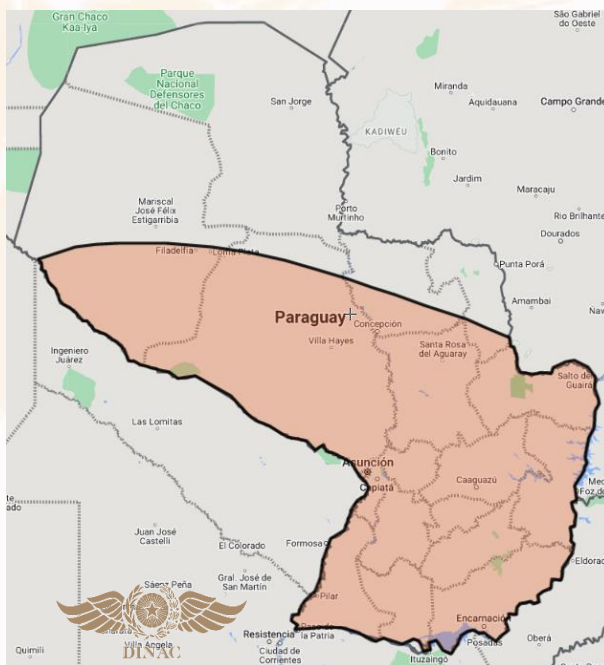 Gran Chaco
Kaa-Iya
São Gabriel
do Oeste
Parque
Nacional
Defensores
del Chaco
San Jorge
Miranda
Aquidauana
Campo Grande
KADIWÉU
Bonito
Jardim
Maracaju
Mariscal
José Félix
Estigarribia
Porto
Murtinho
Rio Brilhante
Dourados
Filadelfia
Loma Plata
Punta Porá
Amambai
Paraguay
Concepción
Villa Hayes
Santa Rosa
del Aguaray
Ingeniero
Juárez
Salto del
Guairá
Las Lomitas
Asunción
Capiatá
Caaguazú
Foz do
Juan José
Castelli
El Colorado
Formosa
Eldorado
Gral. José de
San Martín
Sáenz Peña
Pilar
Encarnación
Paso de
la Patria
Resistencia
Posadas
Oberá
DINAC
Villa Angela
Quimilí
Ciudad de
Corrientes
Ituzaingó